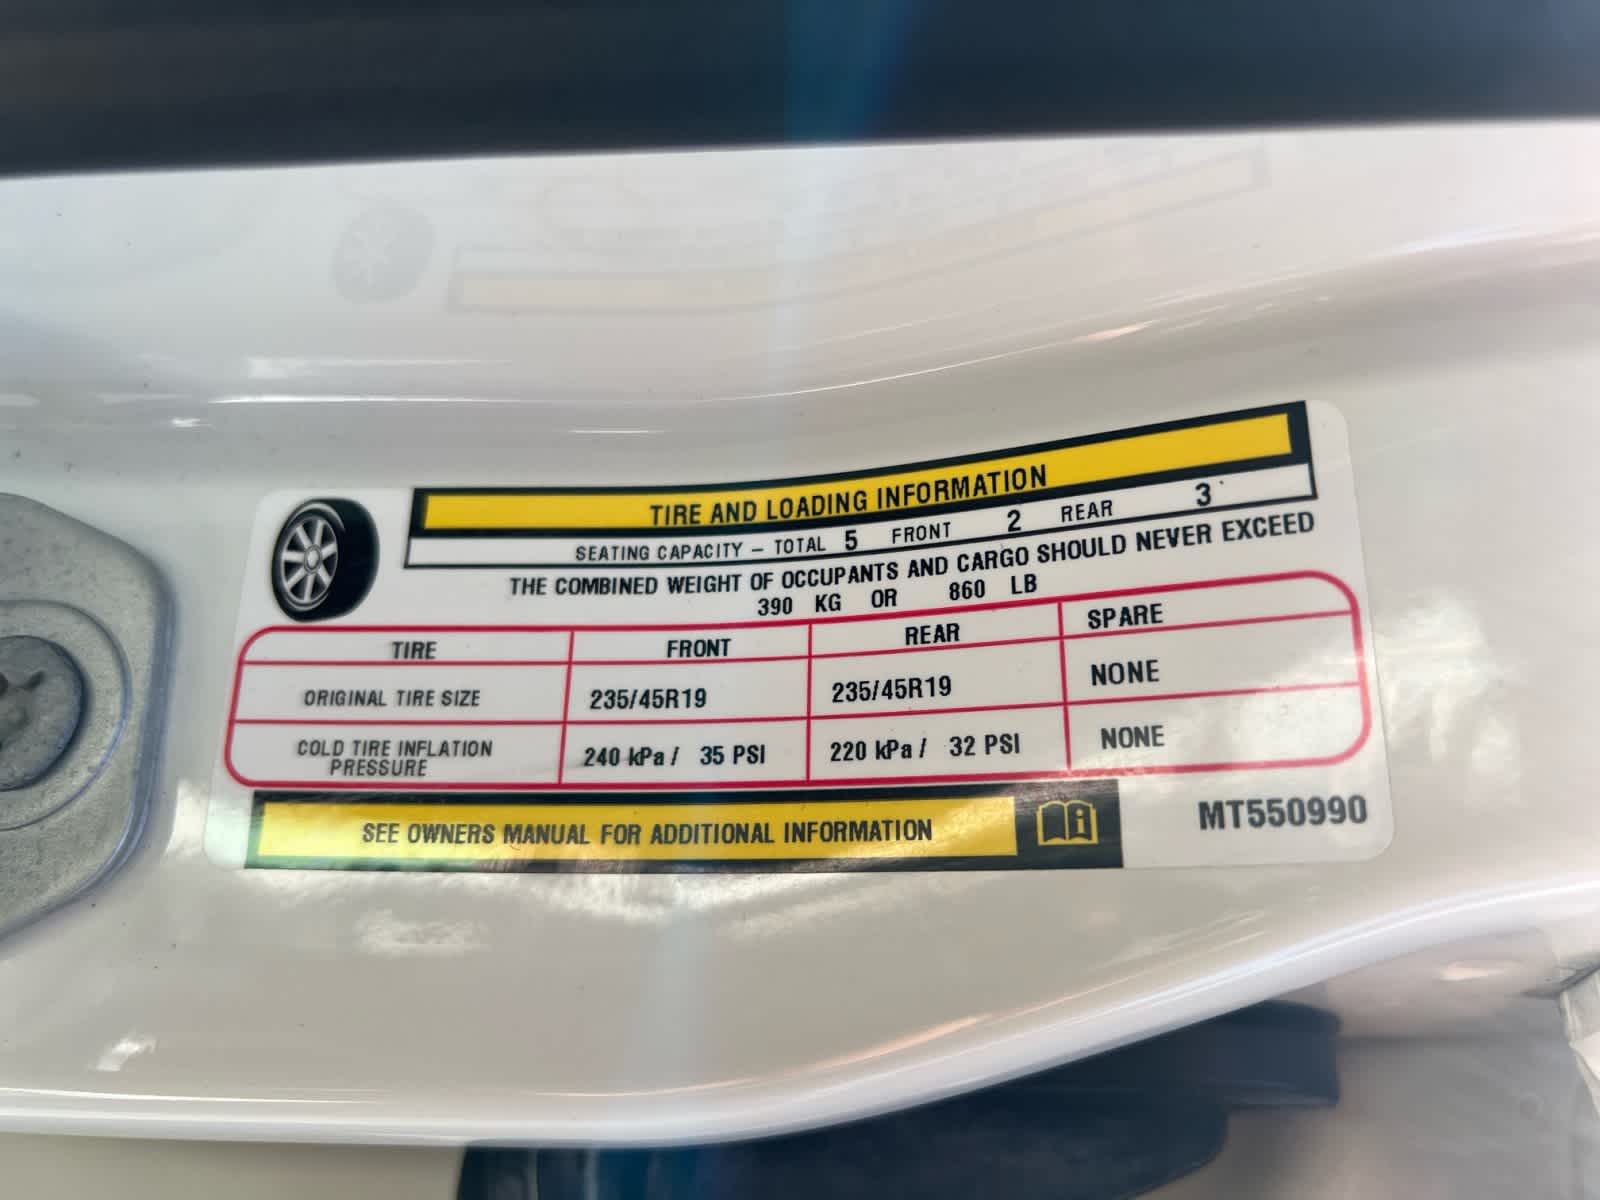 TIRE AND LOADING INFORMATION
SEATING CAPACITY – TOTAL 5 FRONT 2 REAR 3
THE COMBINED WEIGHT OF OCCUPANTS AND CARGO SHOULD NEVER EXCEED
390 KG OR 860 LB
TIRE FRONT REAR SPARE
ORIGINAL TIRE SIZE 235/45R19 235/45R19 NONE
COLD TIRE INFLATION
PRESSURE 240 kPa / 35 PSI 220 kPa / 32 PSI NONE
SEE OWNERS MANUAL FOR ADDITIONAL INFORMATION
MT550990